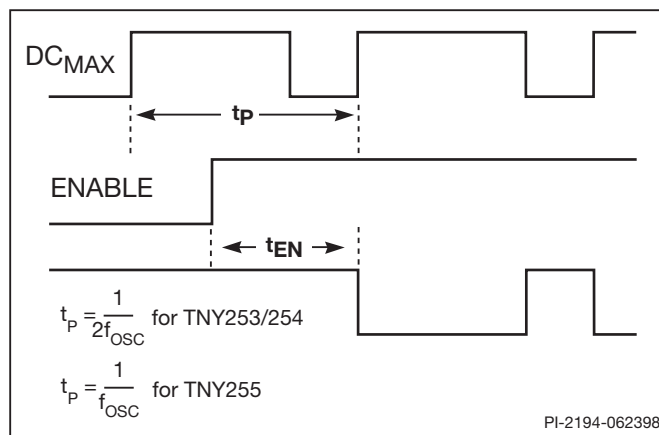 DCMAX
tP
ENABLE
tEN
tP = 1/2fOSC for TNY253/254
tP = 1/fOSC for TNY255
PI-2194-062398